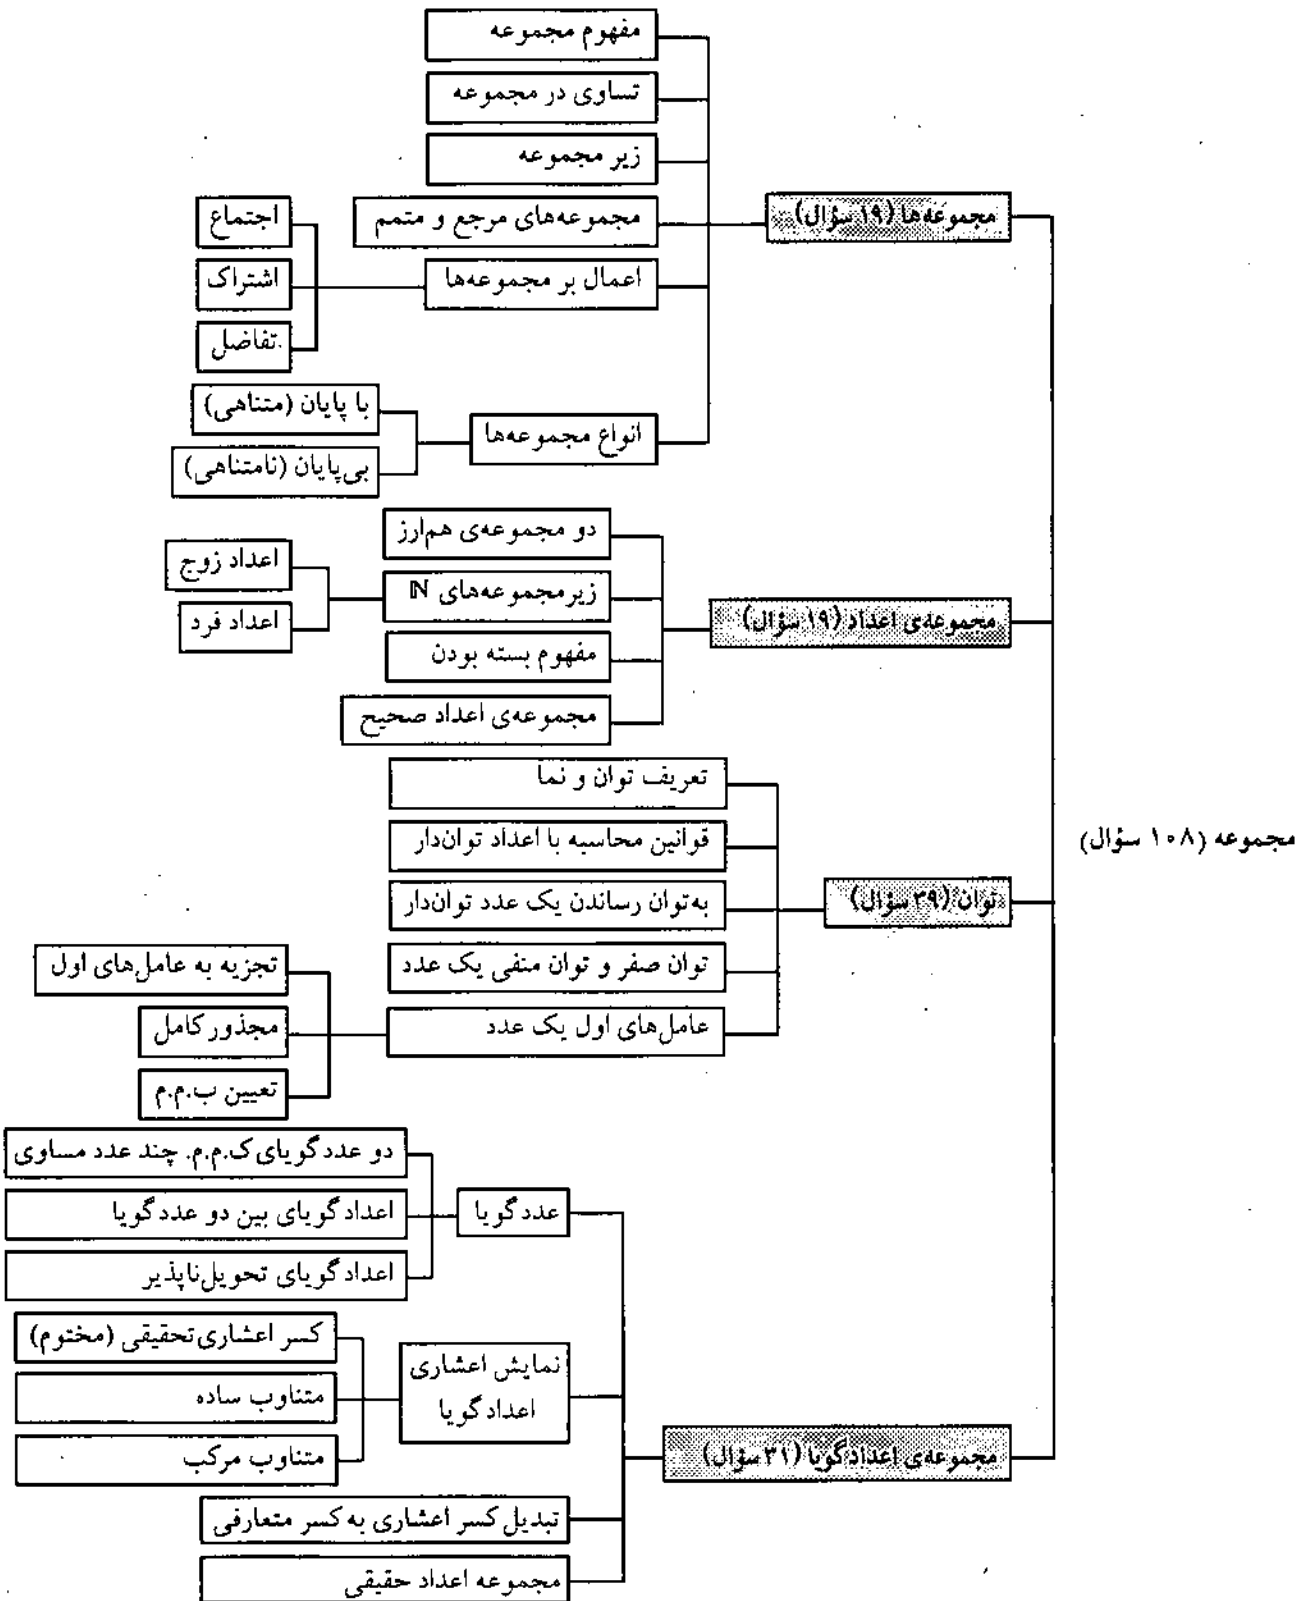 مجموعه (۱۰۸ سؤال)
مجموعه‌ها (۱۹ سؤال)
مفهوم مجموعه
تساوی در مجموعه
زیر مجموعه
مجموعه‌های مرجع و متمم
اعمال بر مجموعه‌ها
اجتماع
اشتراک
تفاضل
انواع مجموعه‌ها
با پایان (متناهی)
بی‌پایان (نامتناهی)
مجموعه‌ی اعداد (۱۹ سؤال)
دو مجموعه‌ی هم‌ارز
زیرمجموعه‌های ℕ
اعداد زوج
اعداد فرد
مفهوم بسته بودن
مجموعه‌ی اعداد صحیح
توان (۳۹ سؤال)
تعریف توان و نما
قوانین محاسبه با اعداد توان‌دار
به‌توان رساندن یک عدد توان‌دار
توان صفر و توان منفی یک عدد
عامل‌های اول یک عدد
تجزیه به عامل‌های اول
مجذور کامل
تعیین ب.م.م
مجموعه‌ی اعداد گویا (۳۱ سؤال)
عدد گویا
دو عدد گویای ک.م.م. چند عدد مساوی
اعداد گویای بین دو عدد گویا
اعداد گویای تحویل‌ناپذیر
نمایش اعشاری
اعداد گویا
کسر اعشاری تحقیقی (مختوم)
متناوب ساده
متناوب مرکب
تبدیل کسر اعشاری به کسر متعارفی
مجموعه اعداد حقیقی